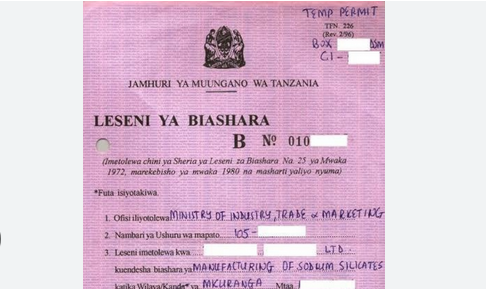 TEMP PERMIT
TFN. 226
(Rev. 2/96)
BOX DSM
C.I -
JAMHURI YA MUUNGANO WA TANZANIA
LESENI YA BIASHARA
B Nº 010
(Imetolewa chini ya Sheria ya Leseni za Biashara Na. 25 ya Mwaka
1972, marekebisho ya mwaka 1980 na masharti yaliyo nyuma)
*Futa isiyotakiwa.
1. Ofisi iliyotolewa MINISTRY OF INDUSTRY, TRADE & MARKETING
2. Nambari ya Ushuru wa mapato. 105-
3. Leseni imetolewa kwa LTD.
kuendesha biashara ya MANUFACTURING OF SODIUM SILICATES
katika Wilaya/Kanda* ya MKURANGA Mtaa